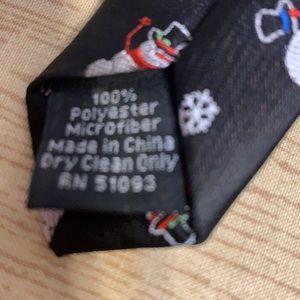 100%
Polyester
Microfiber
Made in China
Dry Clean Only
RN 51093